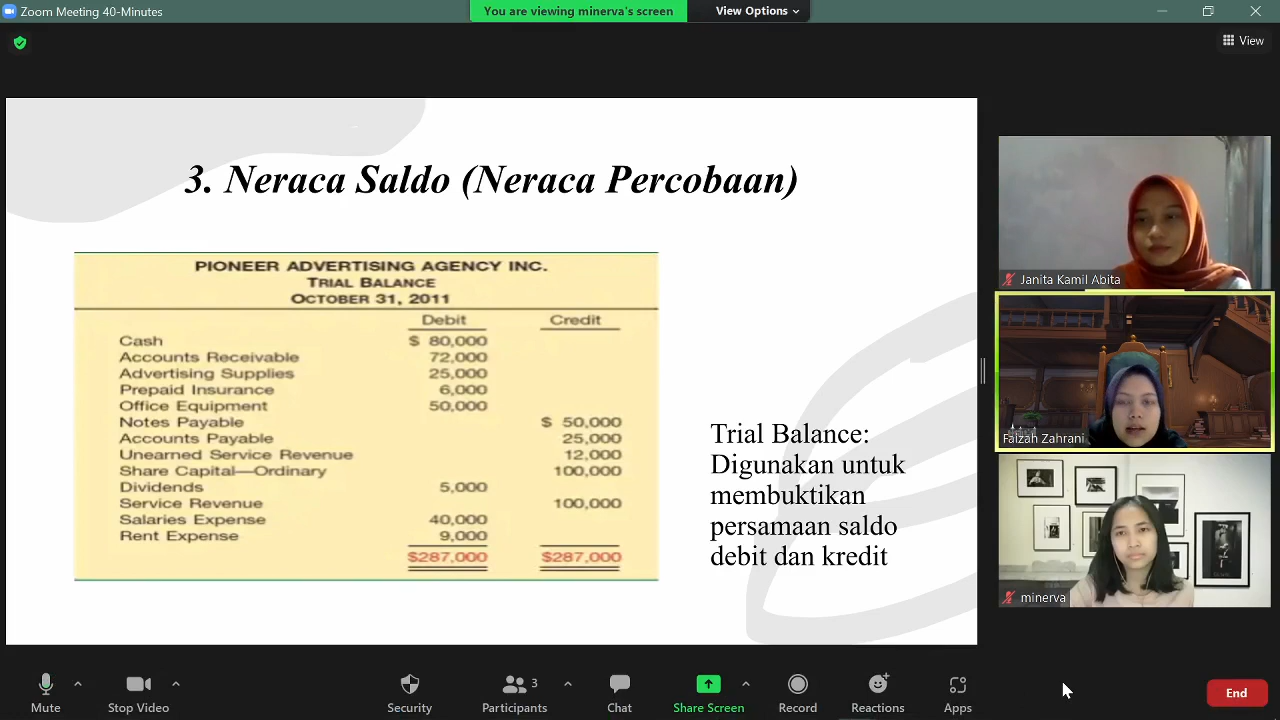 Zoom Meeting 40-Minutes
You are viewing minerva's screen
View Options
View
3. Neraca Saldo (Neraca Percobaan)
PIONEER ADVERTISING AGENCY INC.
TRIAL BALANCE
OCTOBER 31, 2011
Debit Credit
Cash $ 80,000
Accounts Receivable 72,000
Advertising Supplies 25,000
Prepaid Insurance 6,000
Office Equipment 50,000
Notes Payable $ 50,000
Accounts Payable 25,000
Unearned Service Revenue 12,000
Share Capital—Ordinary 100,000
Dividends 5,000
Service Revenue 100,000
Salaries Expense 40,000
Rent Expense 9,000
$287,000 $287,000
Trial Balance:
Digunakan untuk
membuktikan
persamaan saldo
debit dan kredit
Janita Kamil Abita
Faizah Zahrani
minerva
Mute
Stop Video
Security
Participants 3
Chat
Share Screen
Record
Reactions
Apps
End